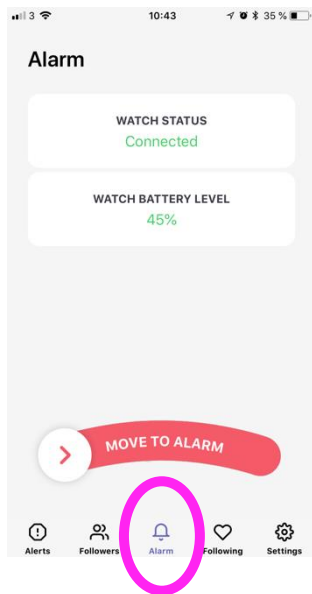 3 10:43 35 %
Alarm
WATCH STATUS
Connected
WATCH BATTERY LEVEL
45%
MOVE TO ALARM
Alerts Followers Alarm Following Settings